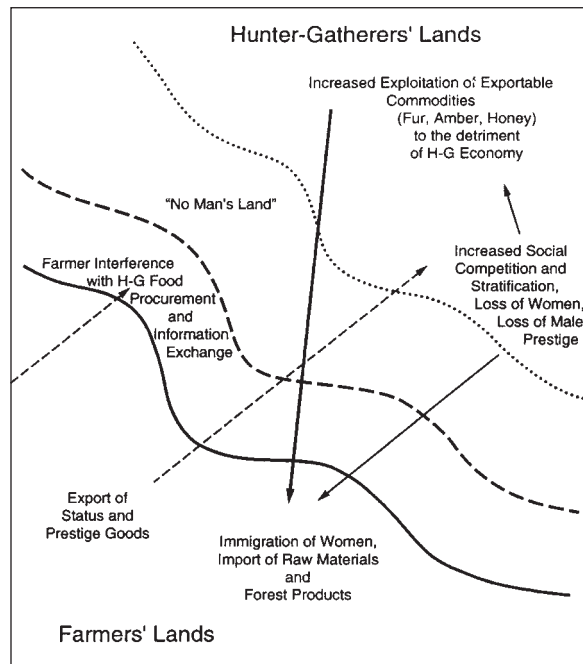 Hunter-Gatherers' Lands
Increased Exploitation of Exportable
Commodities
(Fur, Amber, Honey)
to the detriment
of H-G Economy
"No Man's Land"
Farmer Interference
with H-G Food
Procurement
and
Information
Exchange
Increased Social
Competition and
Stratification,
Loss of Women,
Loss of Male
Prestige
Export of
Status and
Prestige Goods
Immigration of Women,
Import of Raw Materials
and
Forest Products
Farmers' Lands